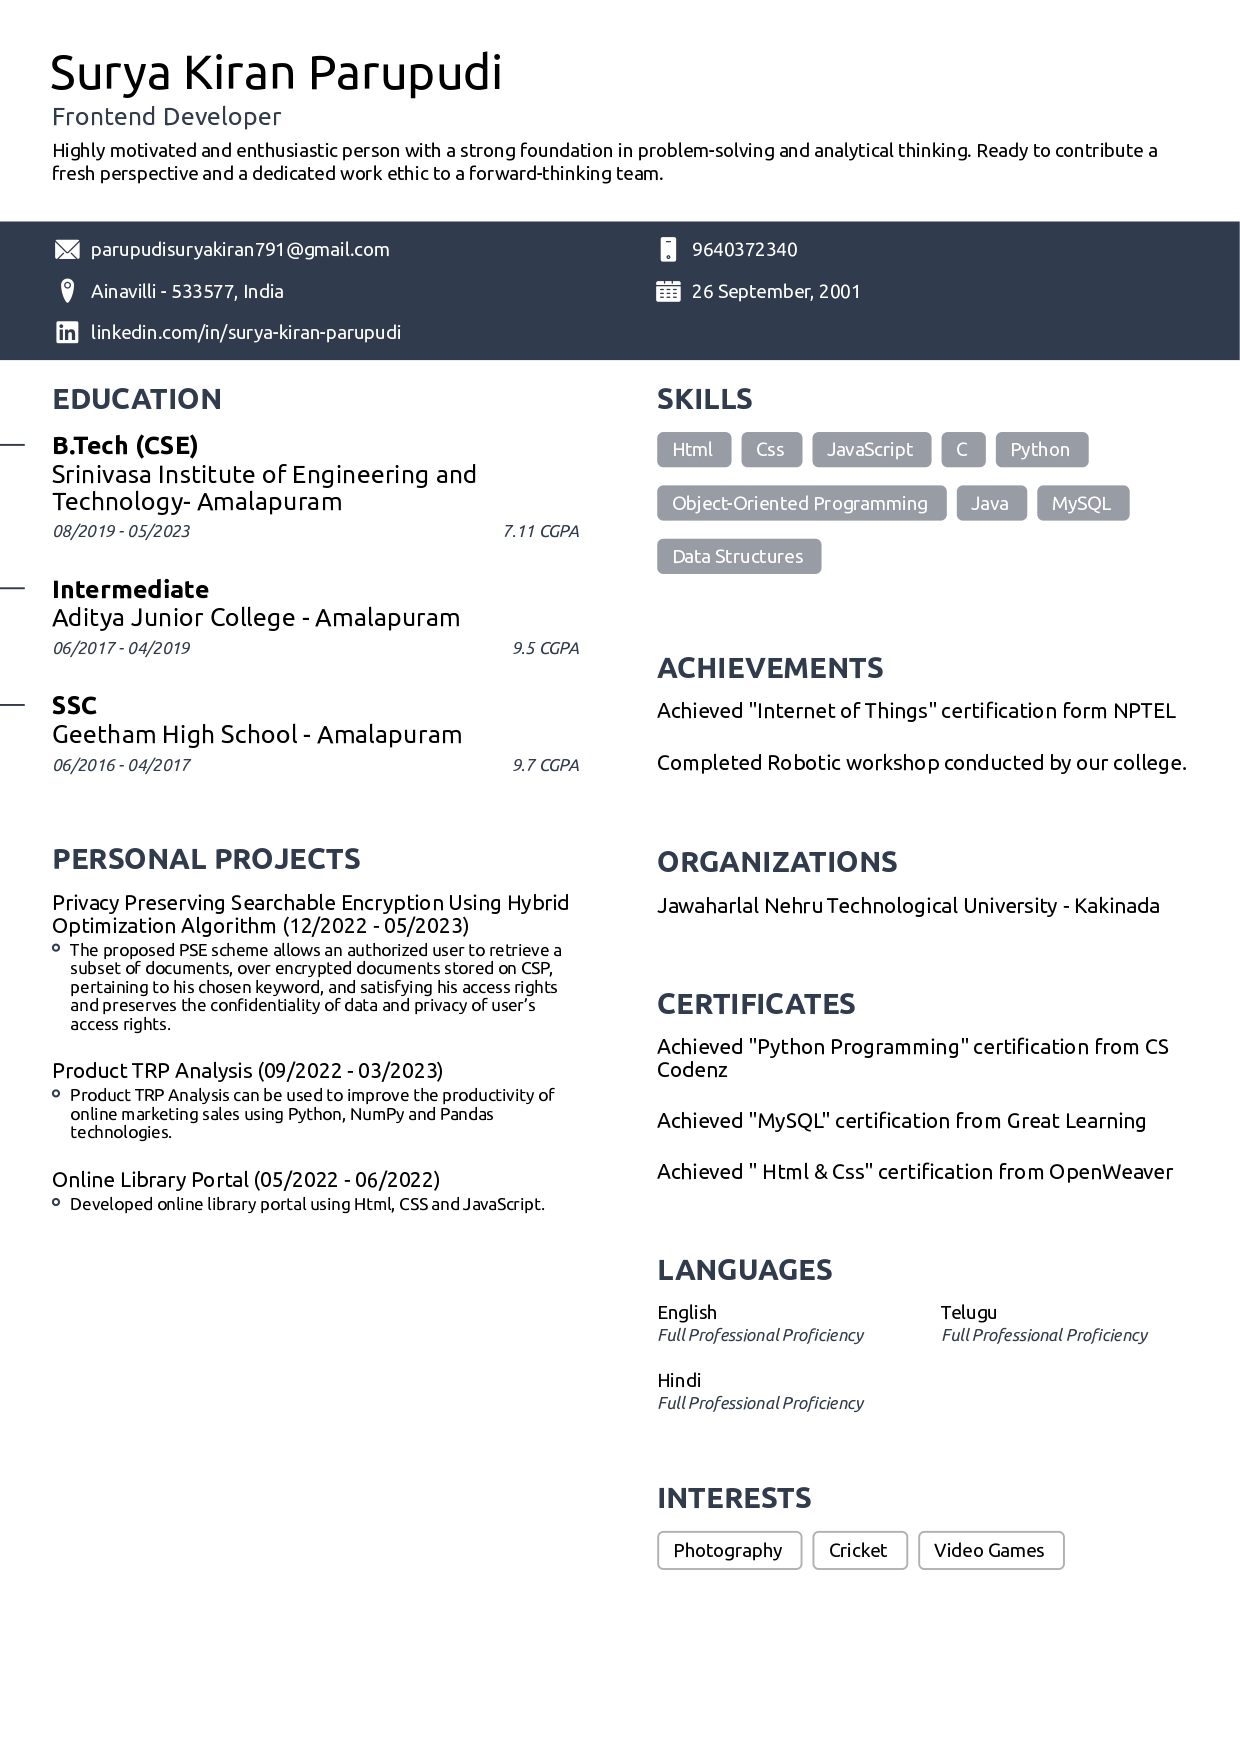 Surya Kiran Parupudi
Frontend Developer
Highly motivated and enthusiastic person with a strong foundation in problem-solving and analytical thinking. Ready to contribute a
fresh perspective and a dedicated work ethic to a forward-thinking team.
parupudisuryakiran791@gmail.com
9640372340
Ainavilli - 533577, India
26 September, 2001
linkedin.com/in/surya-kiran-parupudi
EDUCATION
B.Tech (CSE)
Srinivasa Institute of Engineering and
Technology- Amalapuram
08/2019 - 05/2023
7.11 CGPA
Intermediate
Aditya Junior College - Amalapuram
06/2017 - 04/2019
9.5 CGPA
SSC
Geetham High School - Amalapuram
06/2016 - 04/2017
9.7 CGPA
PERSONAL PROJECTS
Privacy Preserving Searchable Encryption Using Hybrid
Optimization Algorithm (12/2022 - 05/2023)
The proposed PSE scheme allows an authorized user to retrieve a
subset of documents, over encrypted documents stored on CSP,
pertaining to his chosen keyword, and satisfying his access rights
and preserves the confidentiality of data and privacy of user’s
access rights.
Product TRP Analysis (09/2022 - 03/2023)
Product TRP Analysis can be used to improve the productivity of
online marketing sales using Python, NumPy and Pandas
technologies.
Online Library Portal (05/2022 - 06/2022)
Developed online library portal using Html, CSS and JavaScript.
SKILLS
Html Css JavaScript C Python
Object-Oriented Programming Java MySQL
Data Structures
ACHIEVEMENTS
Achieved "Internet of Things" certification form NPTEL
Completed Robotic workshop conducted by our college.
ORGANIZATIONS
Jawaharlal Nehru Technological University - Kakinada
CERTIFICATES
Achieved "Python Programming" certification from CS
Codenz
Achieved "MySQL" certification from Great Learning
Achieved " Html & Css" certification from OpenWeaver
LANGUAGES
English
Full Professional Proficiency
Telugu
Full Professional Proficiency
Hindi
Full Professional Proficiency
INTERESTS
Photography Cricket Video Games